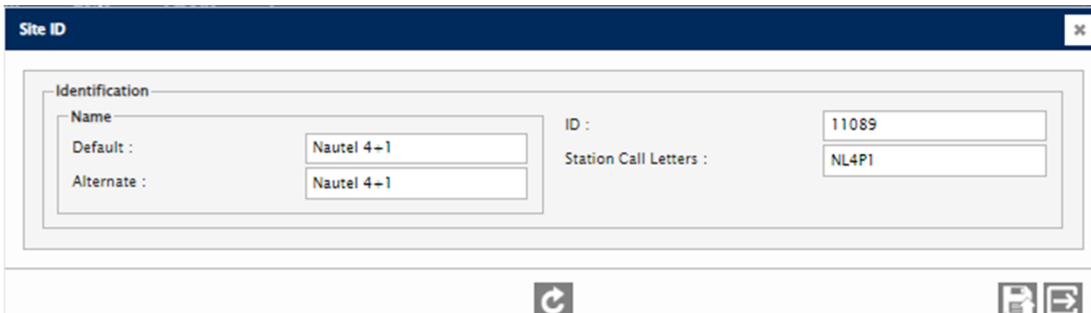 Site ID
Identification
Name
Default :
Nautel 4+1
Alternate :
Nautel 4+1
ID :
11089
Station Call Letters :
NL4P1